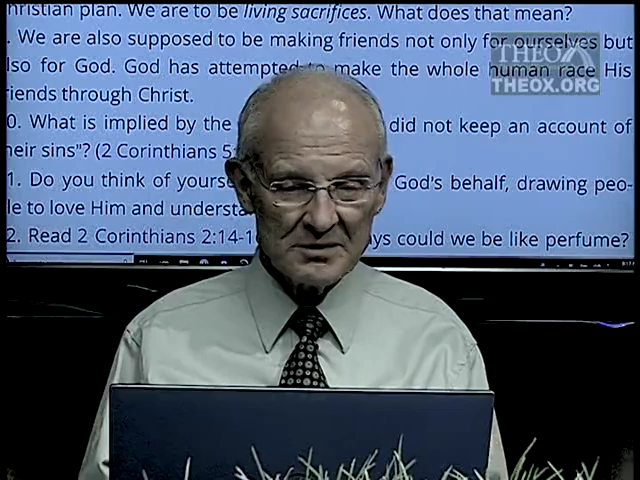 hristian plan. We are to be living sacrifices. What does that mean?
. We are also supposed to be making friends not only for ourselves but
lso for God. God has attempted to make the whole human race His
riends through Christ.
0. What is implied by the did not keep an account of
heir sins"? (2 Corinthians 5:
1. Do you think of yourse God's behalf, drawing peo-
le to love Him and understa
2. Read 2 Corinthians 2:14-1 ys could we be like perfume?
THEOX
THEOX.ORG